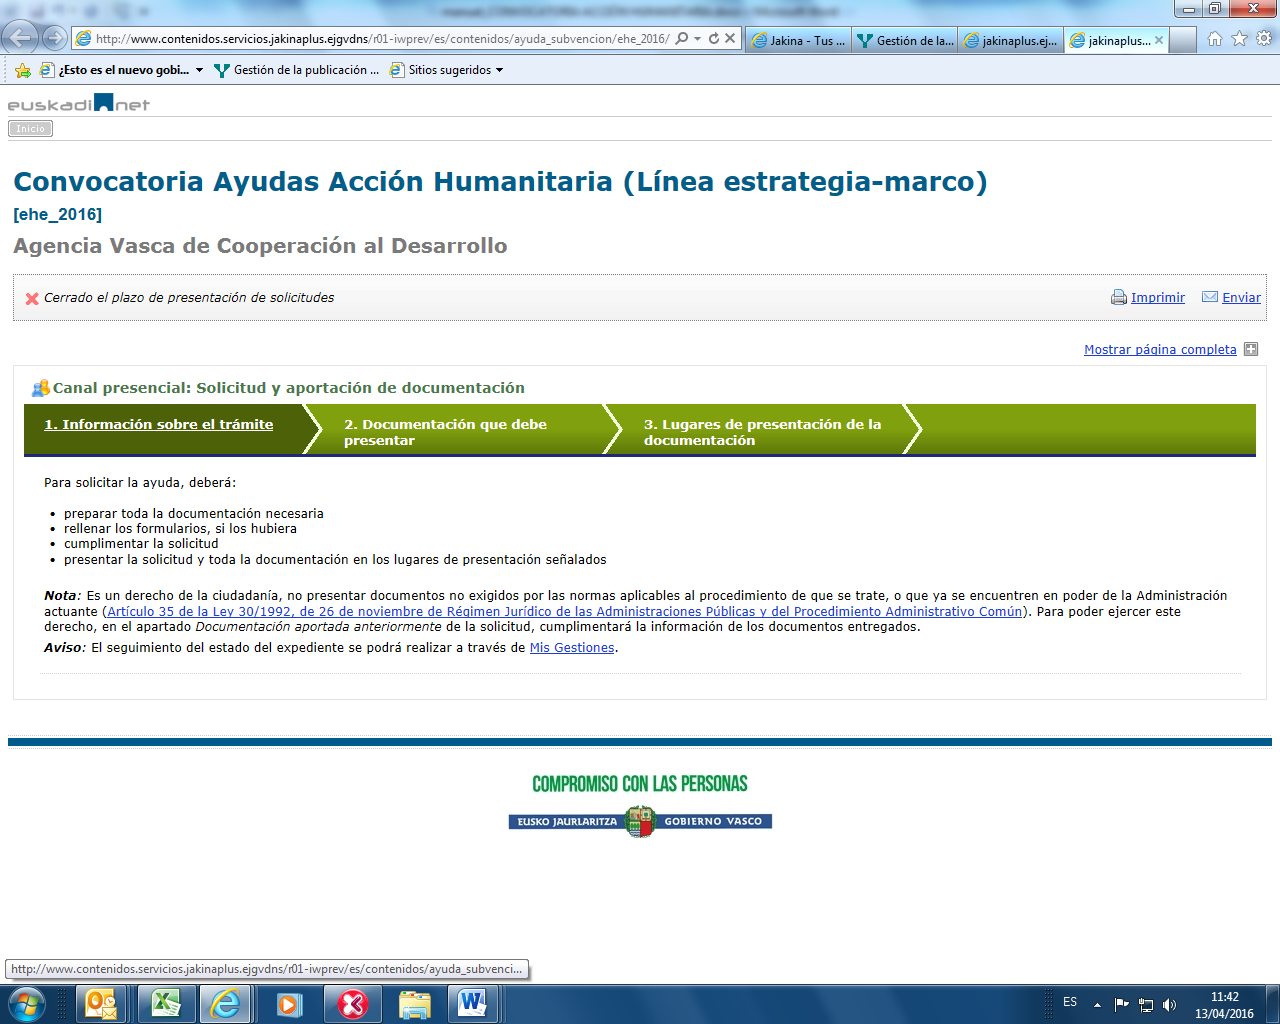 http://www.contenidos.servicios.jakinaplus.ejgvdns/r01-iwprev/es/contenidos/ayuda_subvencion/ehe_2016/
Jakina - Tus ...
Gestión de la...
jakinaplus.ej...
jakinaplus...
¿Esto es el nuevo gobi...
Gestión de la publicación ...
Sitios sugeridos
euskadi.net
Inicio
Convocatoria Ayudas Acción Humanitaria (Línea estrategia-marco)
[ehe_2016]
Agencia Vasca de Cooperación al Desarrollo
Cerrado el plazo de presentación de solicitudes
Imprimir
Enviar
Mostrar página completa
Canal presencial: Solicitud y aportación de documentación
1. Información sobre el trámite
2. Documentación que debe
presentar
3. Lugares de presentación de la
documentación
Para solicitar la ayuda, deberá:
• preparar toda la documentación necesaria
• rellenar los formularios, si los hubiera
• cumplimentar la solicitud
• presentar la solicitud y toda la documentación en los lugares de presentación señalados
Nota: Es un derecho de la ciudadanía, no presentar documentos no exigidos por las normas aplicables al procedimiento de que se trate, o que ya se encuentren en poder de la Administración
actuante (Artículo 35 de la Ley 30/1992, de 26 de noviembre de Régimen Jurídico de las Administraciones Públicas y del Procedimiento Administrativo Común). Para poder ejercer este
derecho, en el apartado Documentación aportada anteriormente de la solicitud, cumplimentará la información de los documentos entregados.
Aviso: El seguimiento del estado del expediente se podrá realizar a través de Mis Gestiones.
COMPROMISO CON LAS PERSONAS
EUSKO JAURLARITZA
GOBIERNO VASCO
http://www.contenidos.servicios.jakinaplus.ejgvdns/r01-iwprev/es/contenidos/ayuda_subvenci...
ES
11:42
13/04/2016